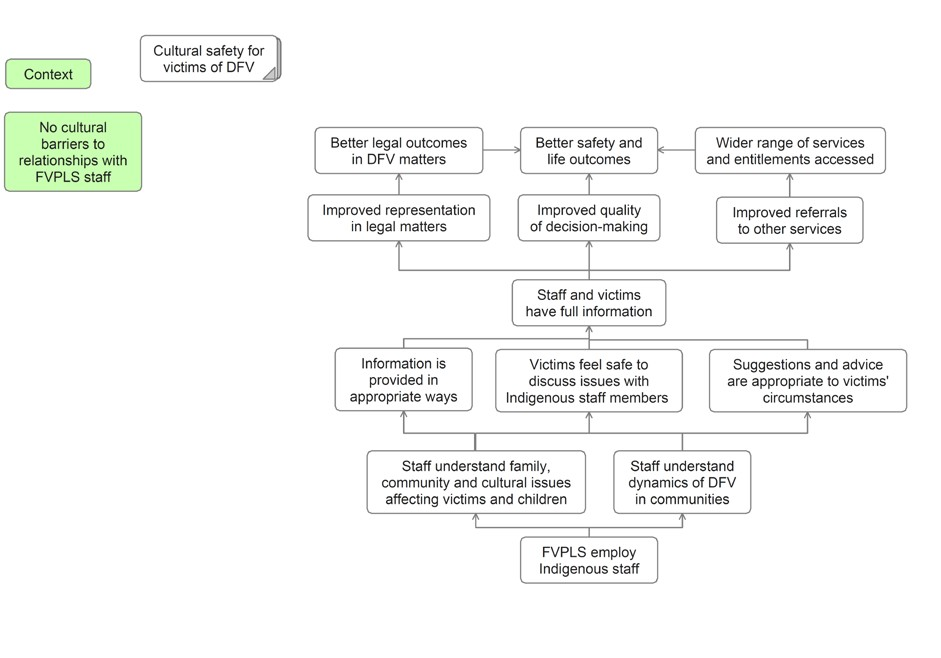 Cultural safety for
victims of DFV
Context
No cultural
barriers to
relationships with
FVPLS staff
Better legal outcomes
in DFV matters
Better safety and
life outcomes
Wider range of services
and entitlements accessed
Improved representation
in legal matters
Improved quality
of decision-making
Improved referrals
to other services
Staff and victims
have full information
Information is
provided in
appropriate ways
Victims feel safe to
discuss issues with
Indigenous staff members
Suggestions and advice
are appropriate to victims'
circumstances
Staff understand family,
community and cultural issues
affecting victims and children
Staff understand
dynamics of DFV
in communities
FVPLS employ
Indigenous staff